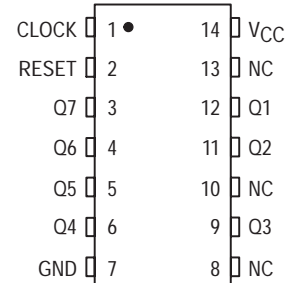 CLOCK 1 14 VCC
RESET 2 13 NC
Q7 3 12 Q1
Q6 4 11 Q2
Q5 5 10 NC
Q4 6 9 Q3
GND 7 8 NC